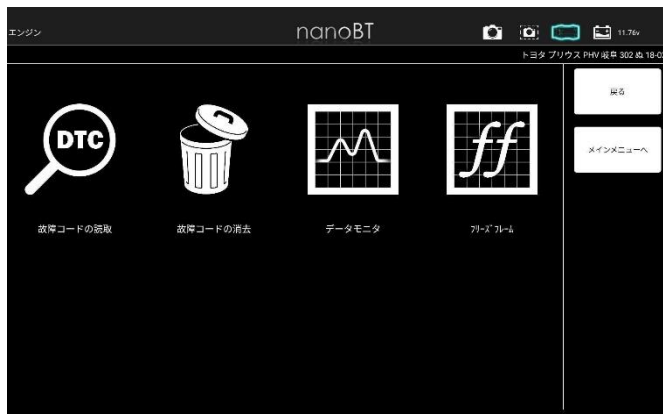 エンジン
nanoBT
11.76v
トヨタ プリウス PHV 岐阜 302 ぬ 18-0
戻る
メインメニューへ
DTC
ff
故障コードの読取
故障コードの消去
データモニタ
ﾌﾘｰｽﾞﾌﾚｰﾑ